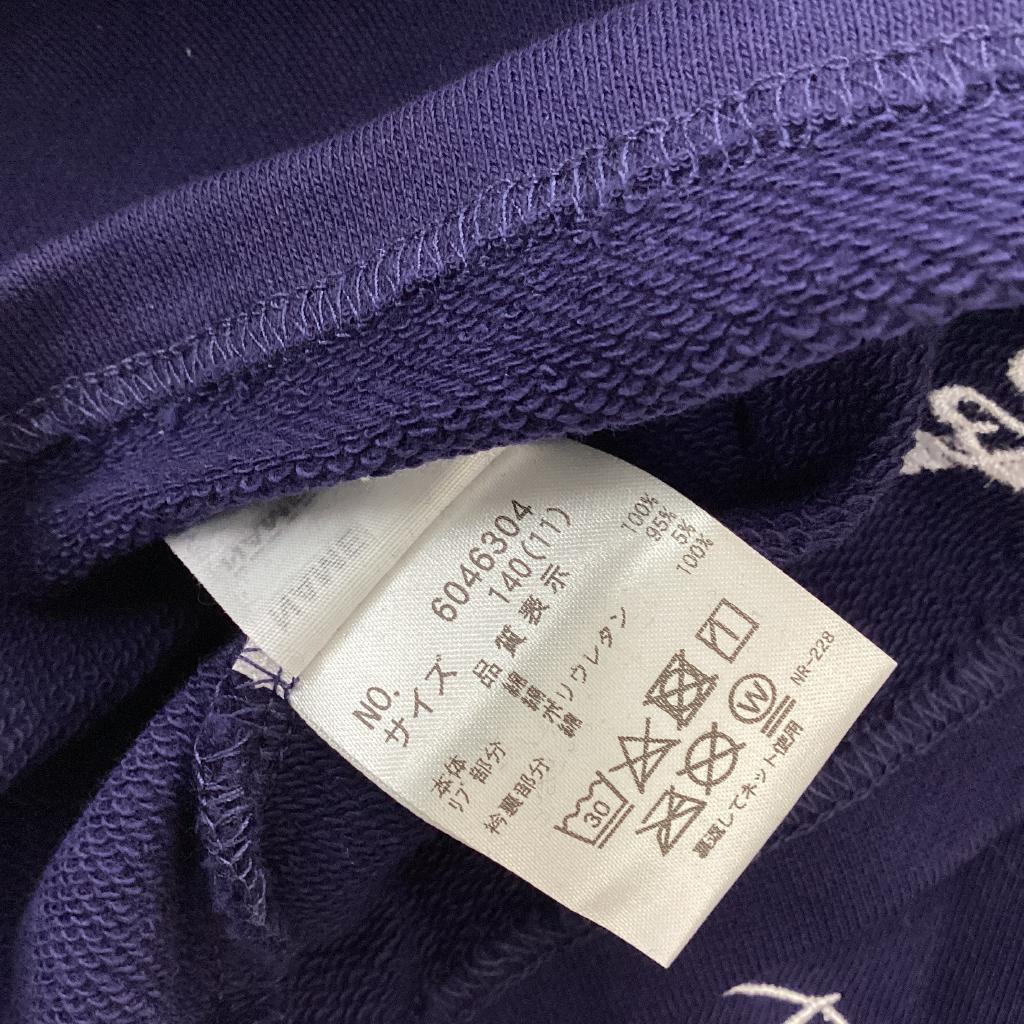 NO. 6046304
サイズ 140(11)
品質表示
本体 綿 100%
リブ部分 綿 95%
ポリウレタン 5%
衿裏部分 綿 100%
30
W
裏返してネット使用
NR-228